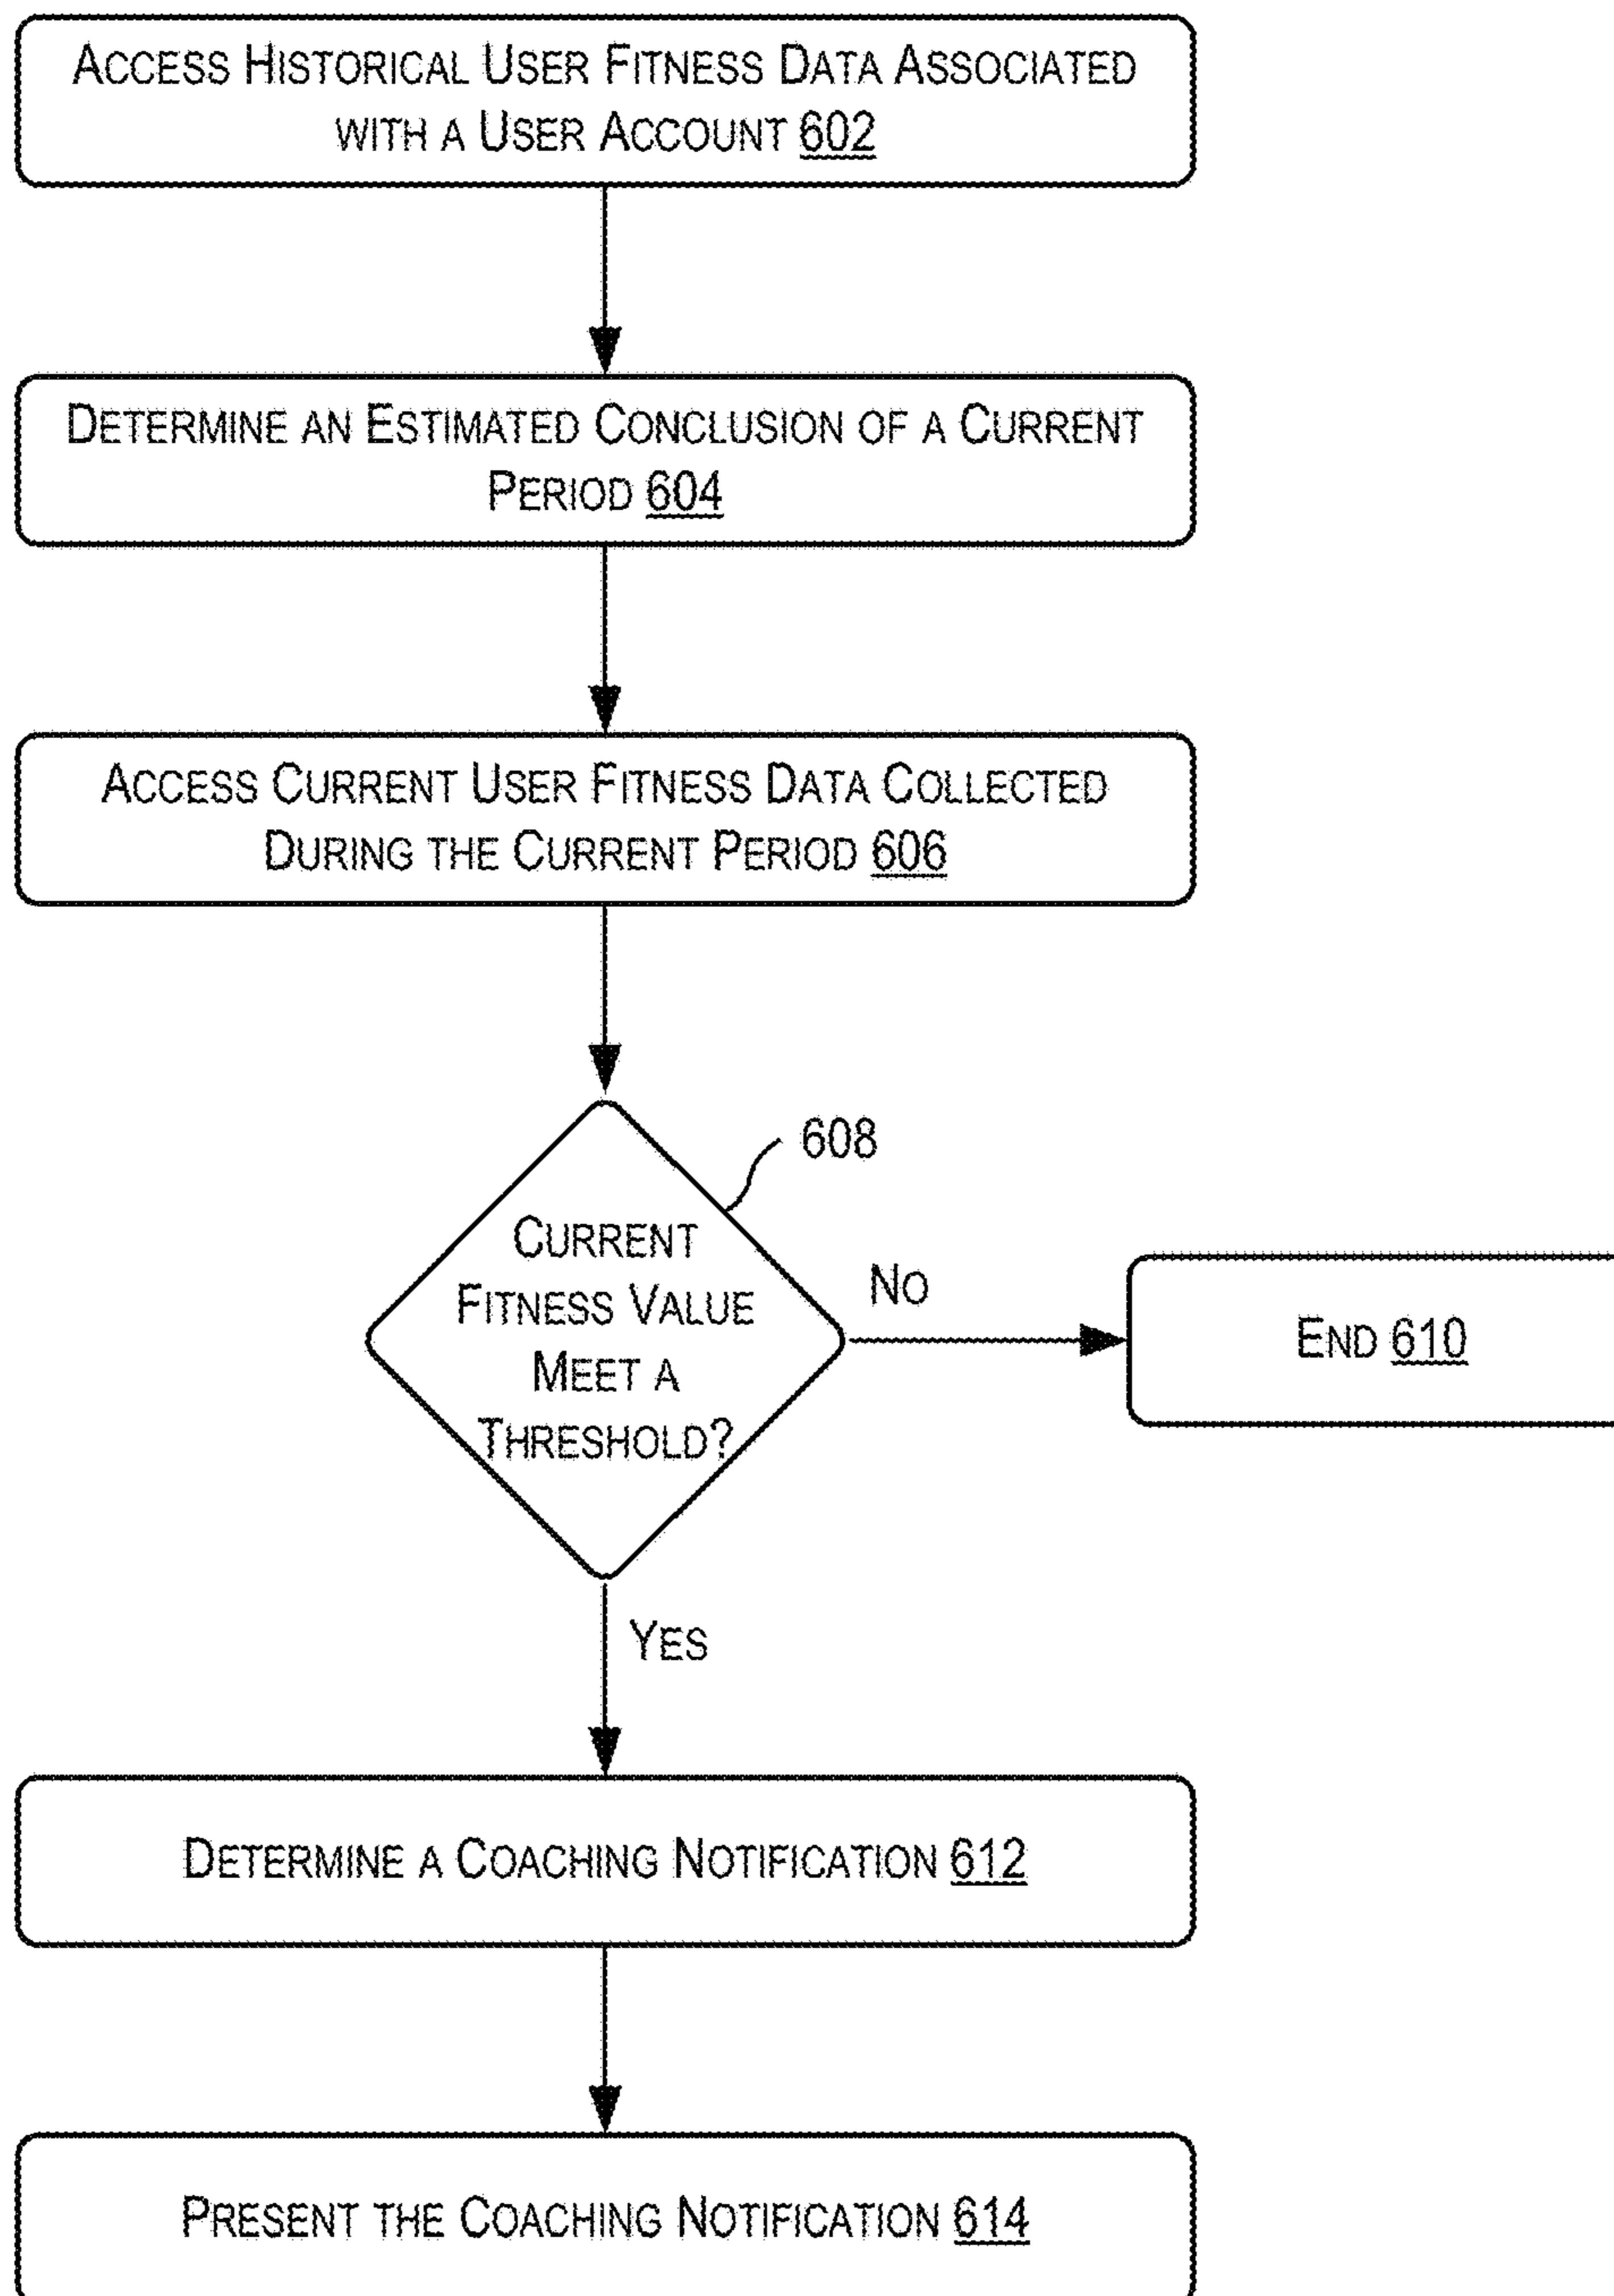 ACCESS HISTORICAL USER FITNESS DATA ASSOCIATED
WITH A USER ACCOUNT 602
DETERMINE AN ESTIMATED CONCLUSION OF A CURRENT
PERIOD 604
ACCESS CURRENT USER FITNESS DATA COLLECTED
DURING THE CURRENT PERIOD 606
608
CURRENT
FITNESS VALUE
MEET A
THRESHOLD?
NO
END 610
YES
DETERMINE A COACHING NOTIFICATION 612
PRESENT THE COACHING NOTIFICATION 614